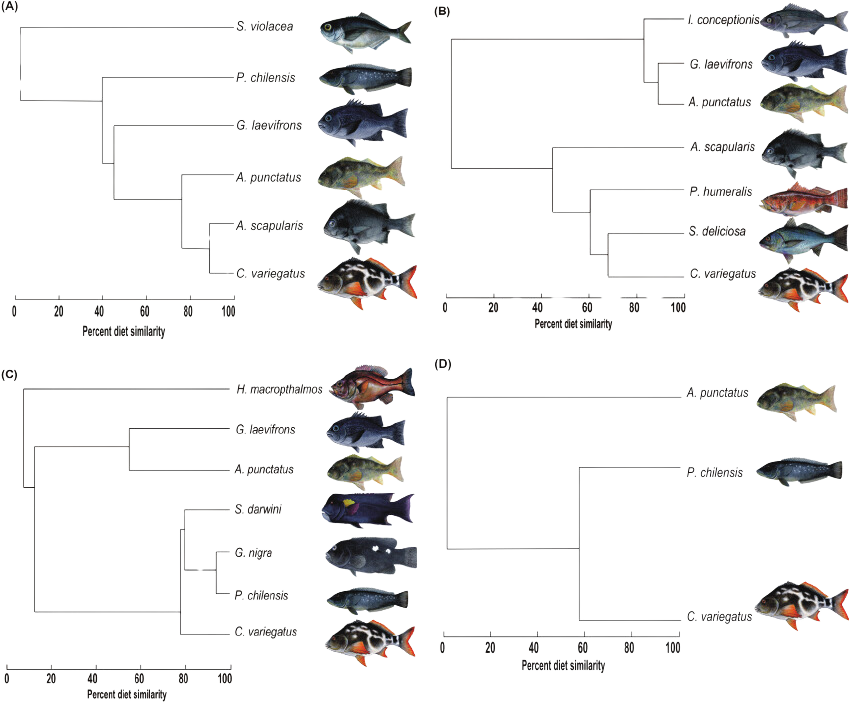 (A)
S. violacea
P. chilensis
G. laevifrons
A. punctatus
A. scapularis
C. variegatus
0 20 40 60 80 100
Percent diet similarity
(B)
I. conceptionis
G. laevifrons
A. punctatus
A. scapularis
P. humeralis
S. deliciosa
C. variegatus
0 20 40 60 80 100
Percent diet similarity
(C)
H. macropthalmos
G. laevifrons
A. punctatus
S. darwini
G. nigra
P. chilensis
C. variegatus
0 20 40 60 80 100
Percent diet similarity
(D)
A. punctatus
P. chilensis
C. variegatus
0 20 40 60 80 100
Percent diet similarity